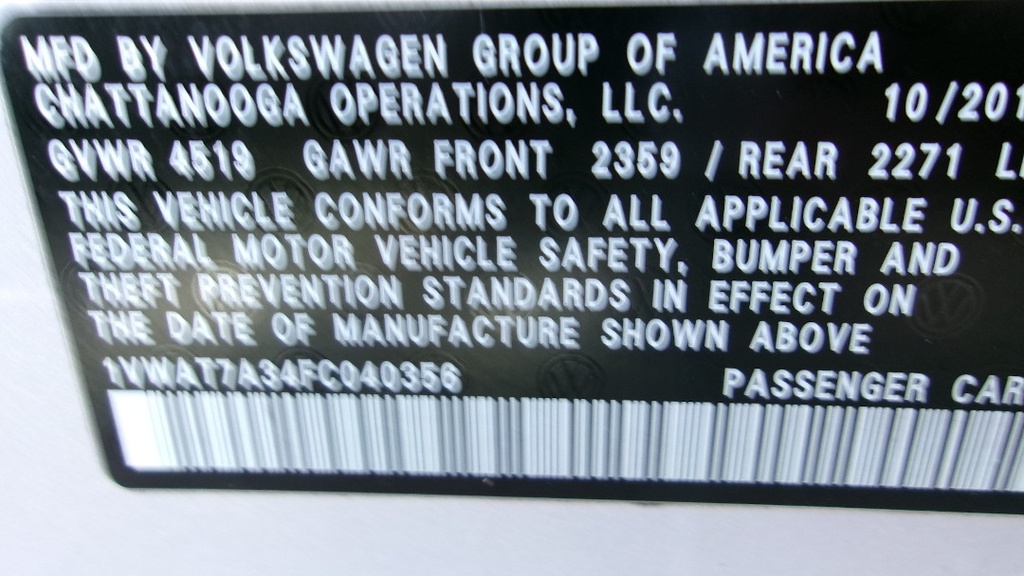 MFD BY VOLKSWAGEN GROUP OF AMERICA
CHATTANOOGA OPERATIONS, LLC. 10/201
GVWR 4519 GAWR FRONT 2359 / REAR 2271 L
THIS VEHICLE CONFORMS TO ALL APPLICABLE U.S.
FEDERAL MOTOR VEHICLE SAFETY, BUMPER AND
THEFT PREVENTION STANDARDS IN EFFECT ON
THE DATE OF MANUFACTURE SHOWN ABOVE
1VWAT7A34FC040356 PASSENGER CAR